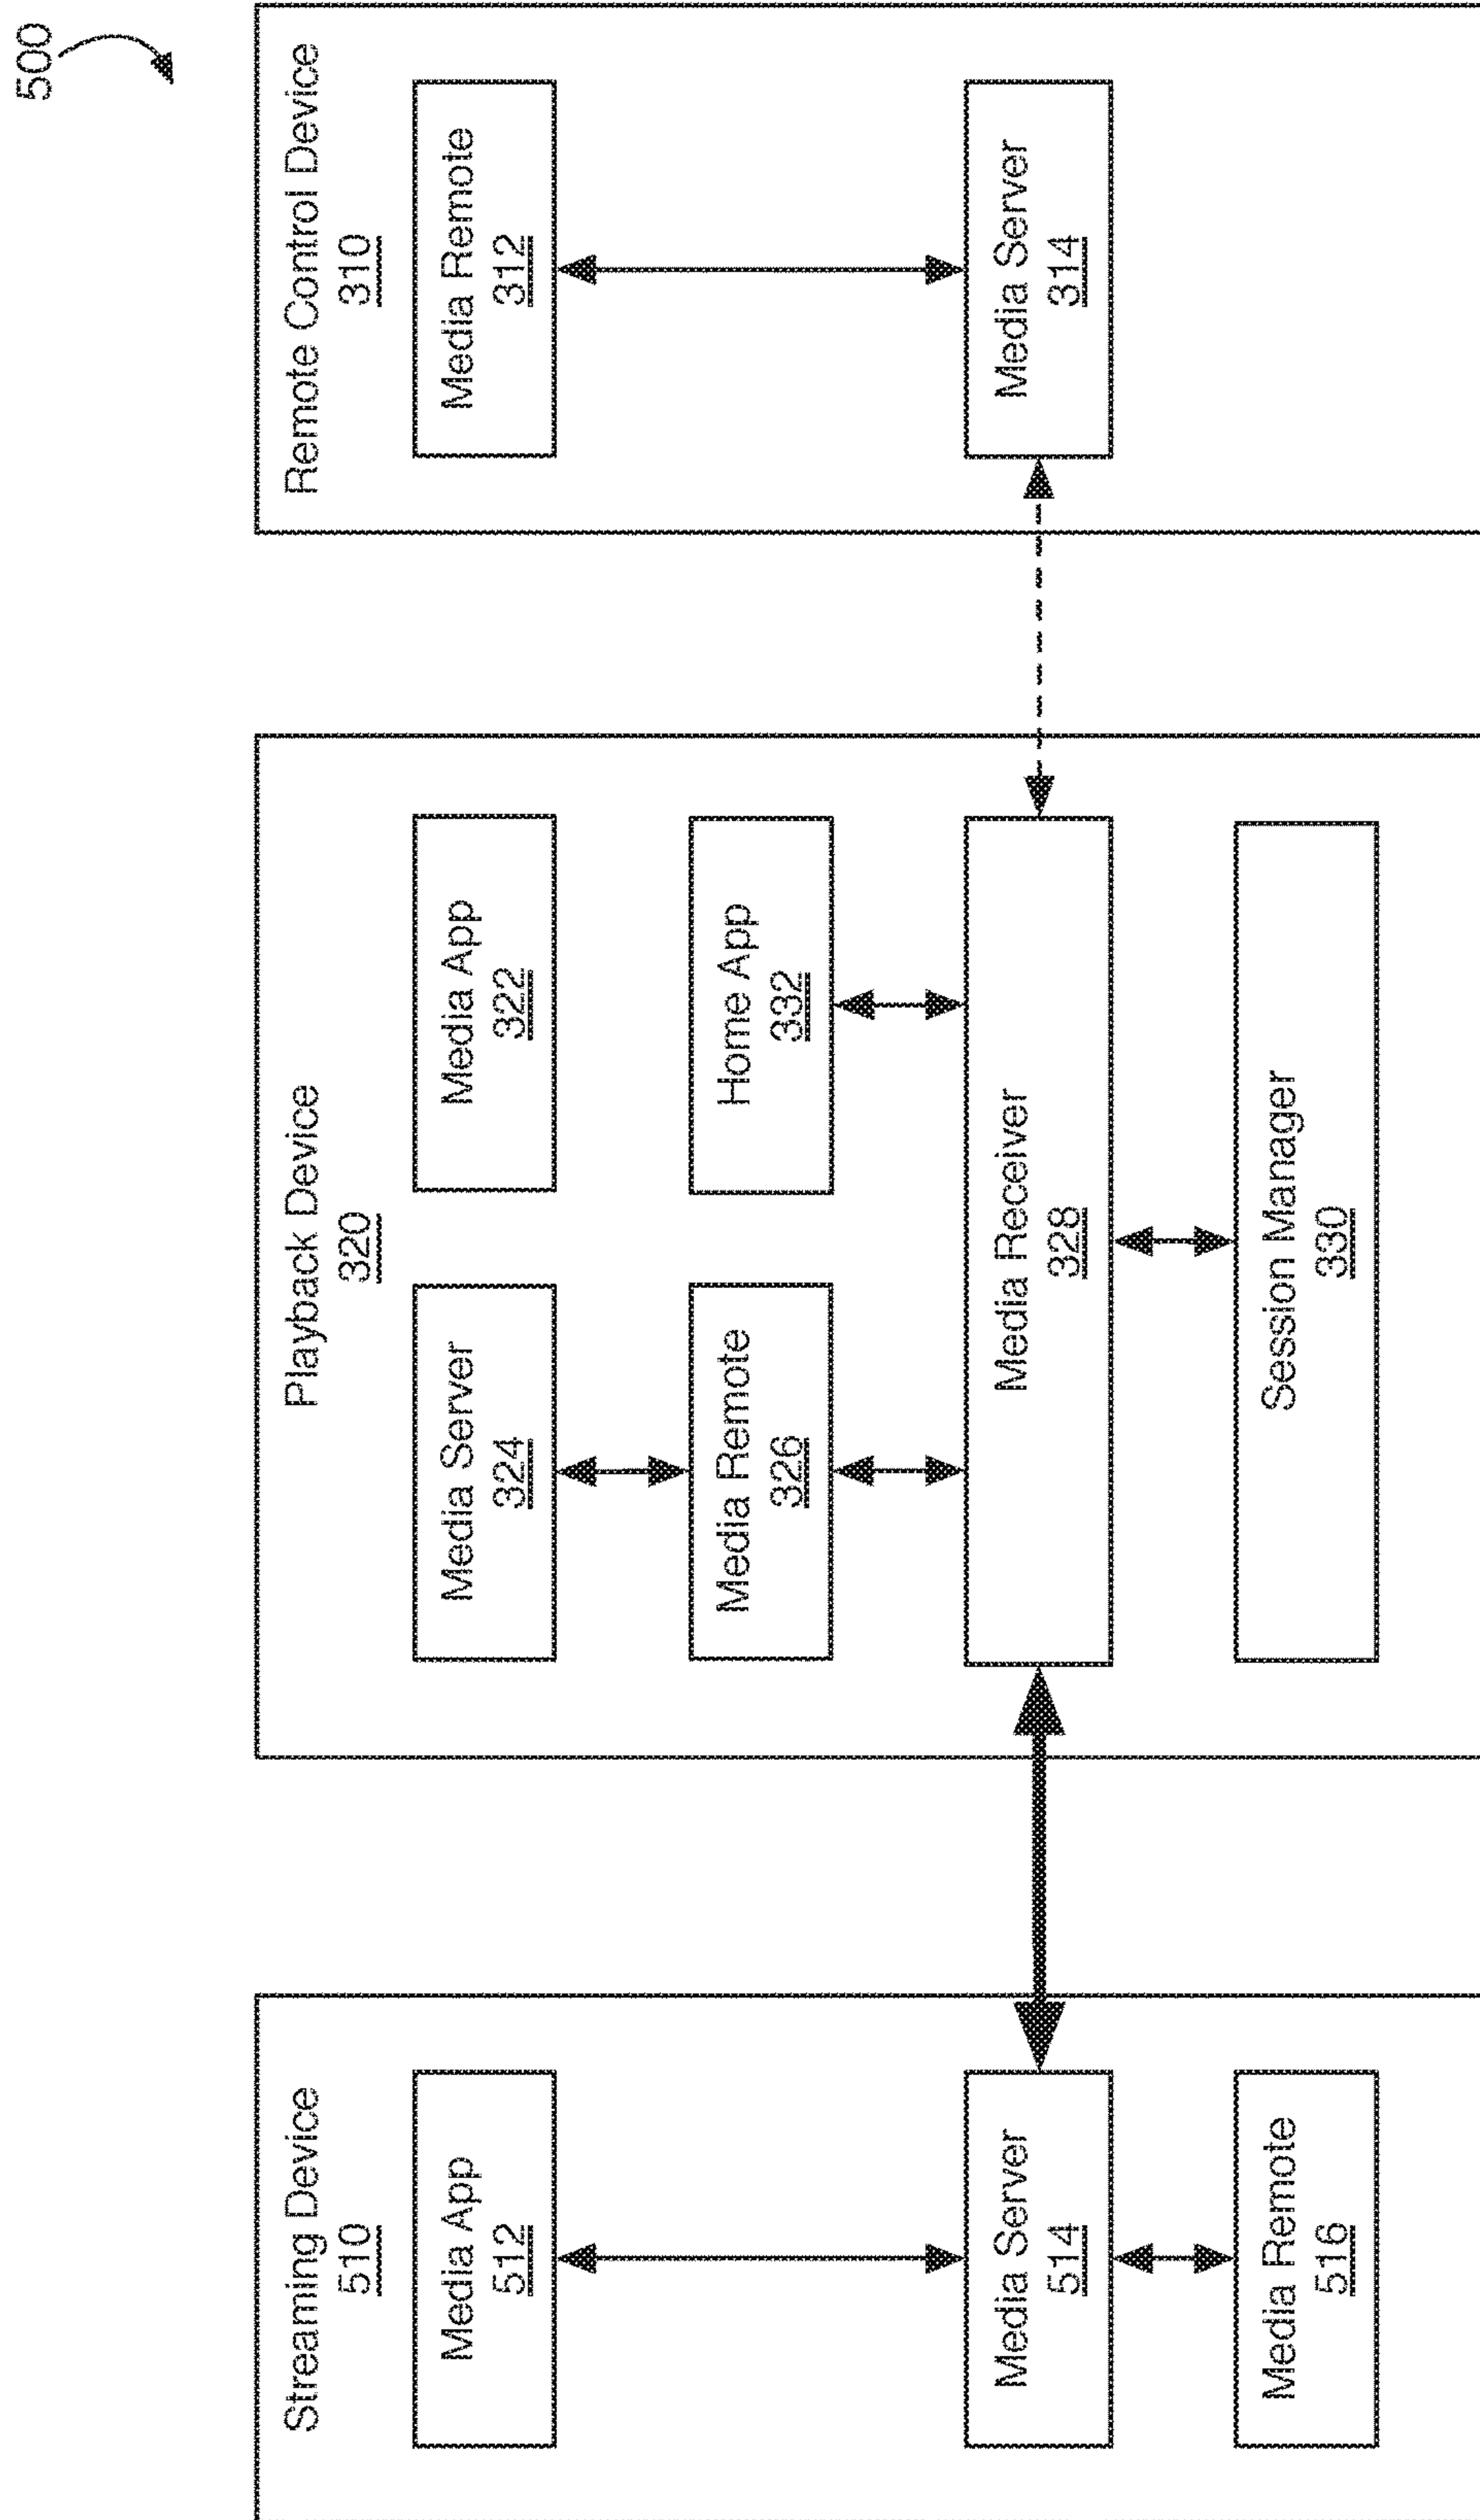 500
Streaming Device
510
Media App
512
Media Server
514
Media Remote
516
Playback Device
320
Media Server
324
Media App
322
Media Remote
326
Home App
332
Media Receiver
328
Session Manager
330
Remote Control Device
310
Media Remote
312
Media Server
314